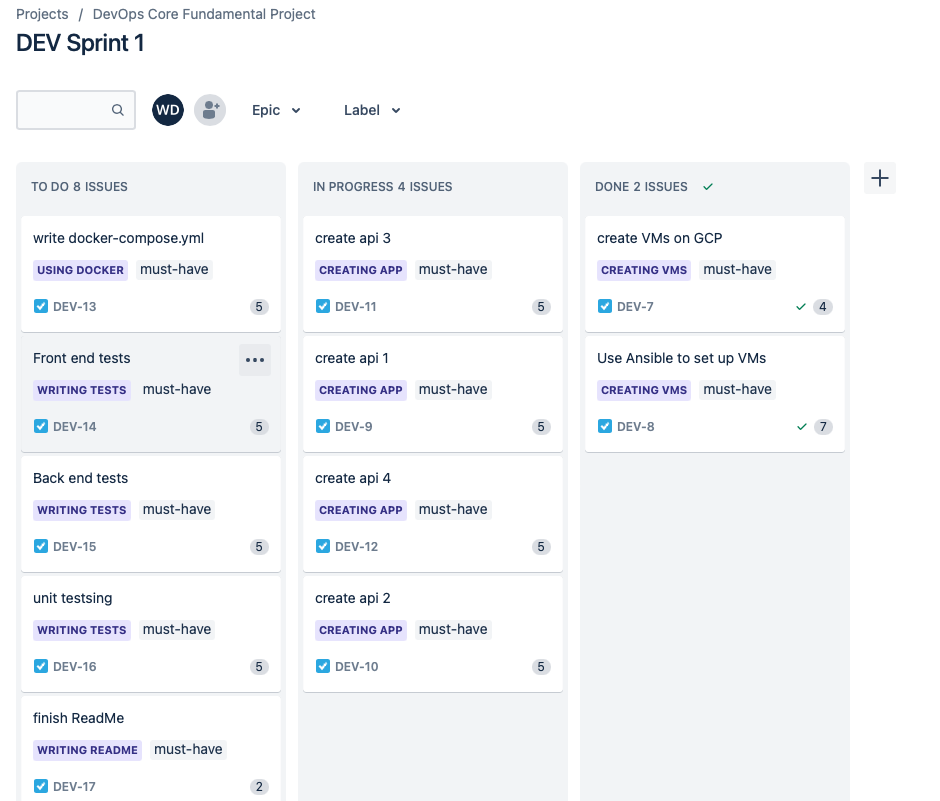 Projects / DevOps Core Fundamental Project
DEV Sprint 1
WD
Epic
Label
TO DO 8 ISSUES
write docker-compose.yml
USING DOCKER must-have
DEV-13 5
Front end tests
WRITING TESTS must-have
DEV-14 5
Back end tests
WRITING TESTS must-have
DEV-15 5
unit testsing
WRITING TESTS must-have
DEV-16 5
finish ReadMe
WRITING README must-have
DEV-17 2
IN PROGRESS 4 ISSUES
create api 3
CREATING APP must-have
DEV-11 5
create api 1
CREATING APP must-have
DEV-9 5
create api 4
CREATING APP must-have
DEV-12 5
create api 2
CREATING APP must-have
DEV-10 5
DONE 2 ISSUES
create VMs on GCP
CREATING VMS must-have
DEV-7 4
Use Ansible to set up VMs
CREATING VMS must-have
DEV-8 7